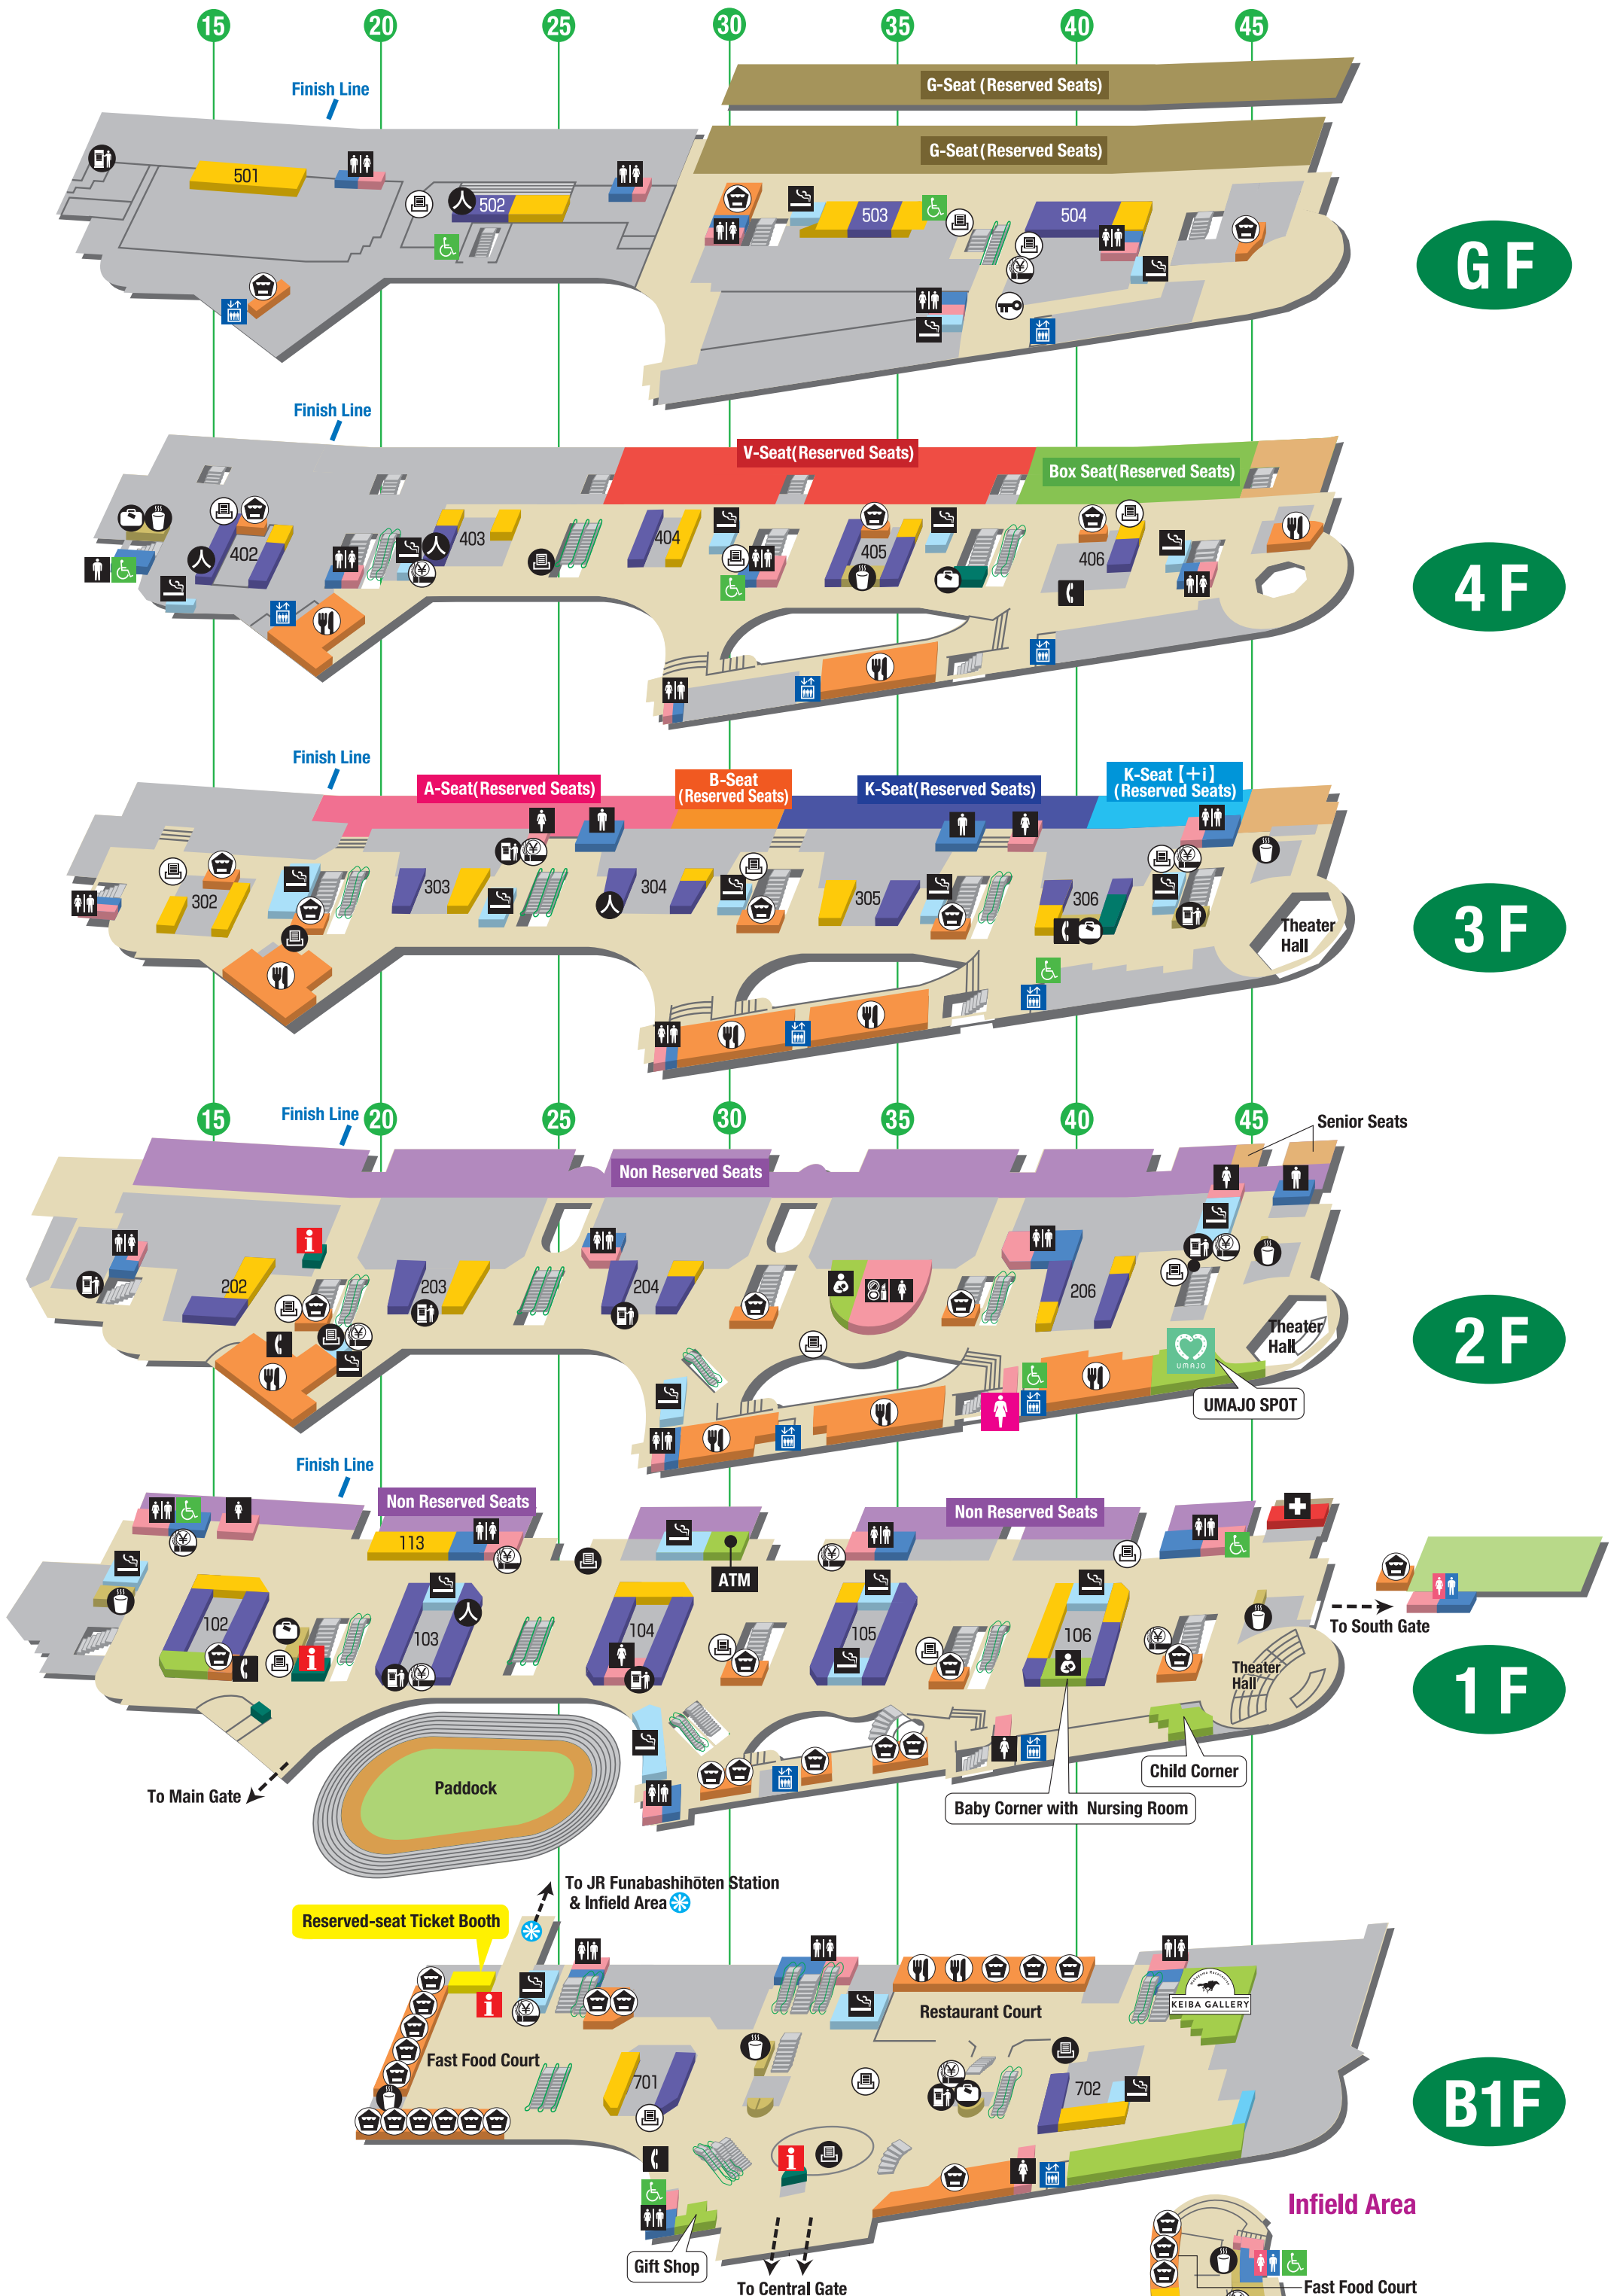 15 20 25 30 35 40 45
G-Seat (Reserved Seats)
Finish Line
G-Seat (Reserved Seats)
501
502
503
504
G F
Finish Line
V-Seat(Reserved Seats)
Box Seat(Reserved Seats)
402
403
404
405
406
4 F
Finish Line
A-Seat(Reserved Seats)
B-Seat
(Reserved Seats)
K-Seat(Reserved Seats)
K-Seat【+i】
(Reserved Seats)
302
303
304
305
306
Theater
Hall
3 F
15 20 25 30 35 40 45
Finish Line
Senior Seats
Non Reserved Seats
202
203
204
206
Theater
Hall
UMAJO
UMAJO SPOT
2 F
Finish Line
Non Reserved Seats
Non Reserved Seats
113
ATM
102
103
104
105
106
To South Gate
Theater
Hall
1 F
Child Corner
Baby Corner with Nursing Room
To Main Gate
Paddock
To JR Funabashihōten Station
& Infield Area
Reserved-seat Ticket Booth
KEIBA GALLERY
Restaurant Court
Fast Food Court
701
702
B1F
Gift Shop
To Central Gate
Infield Area
Fast Food Court